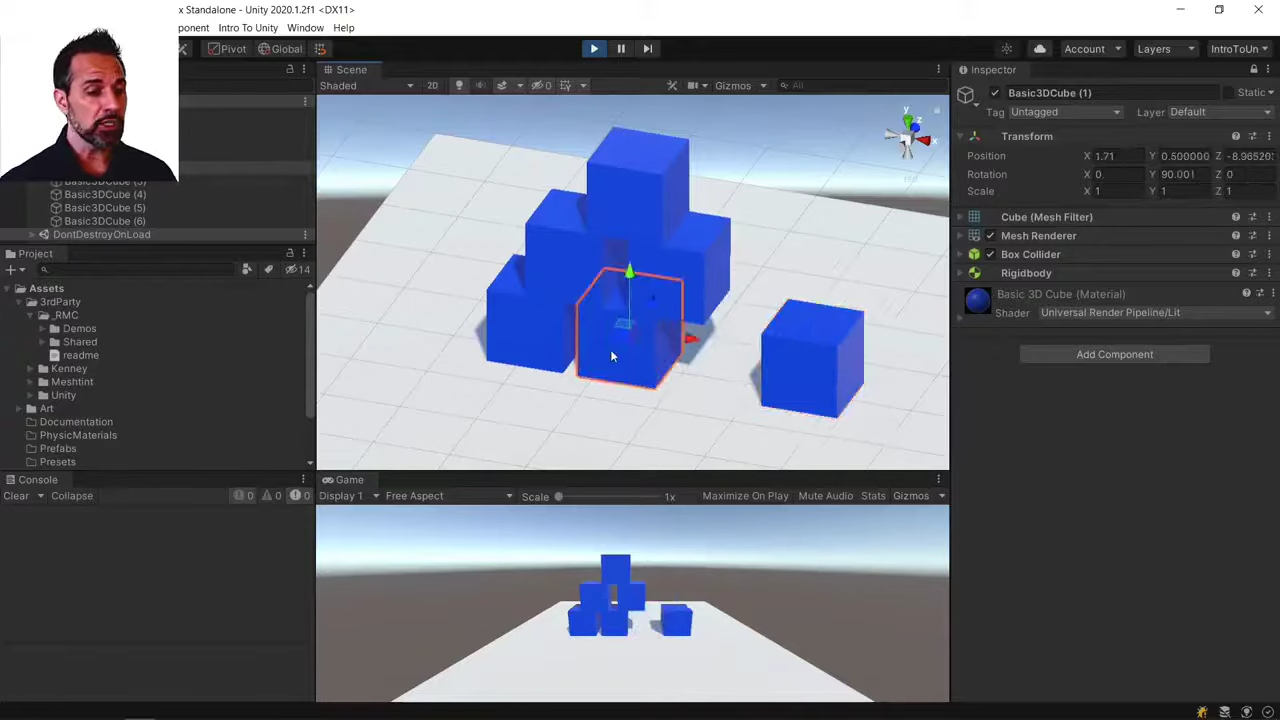 x Standalone - Unity 2020.1.2f1 <DX11>
ponent Intro To Unity Window Help
Pivot Global Account Layers IntroToUn
Basic3DCube (4)
Basic3DCube (5)
Basic3DCube (6)
DontDestroyOnLoad
Project
14
Assets
3rdParty
_RMC
Demos
Shared
readme
Kenney
Meshtint
Unity
Art
Documentation
PhysicMaterials
Prefabs
Presets
Console
Clear Collapse 0 0 0
Scene
Shaded 2D 0 Gizmos All
y
z
x
Game
Display 1 Free Aspect Scale 1x Maximize On Play Mute Audio Stats Gizmos
Inspector
Basic3DCube (1) Static
Tag Untagged Layer Default
Transform
Position X 1.71 Y 0.500000 Z -8.96520
Rotation X 0. Y 90.001 Z 0
Scale X 1 Y 1 Z 1
Cube (Mesh Filter)
Mesh Renderer
Box Collider
Rigidbody
Basic 3D Cube (Material)
Shader Universal Render Pipeline/Lit
Add Component